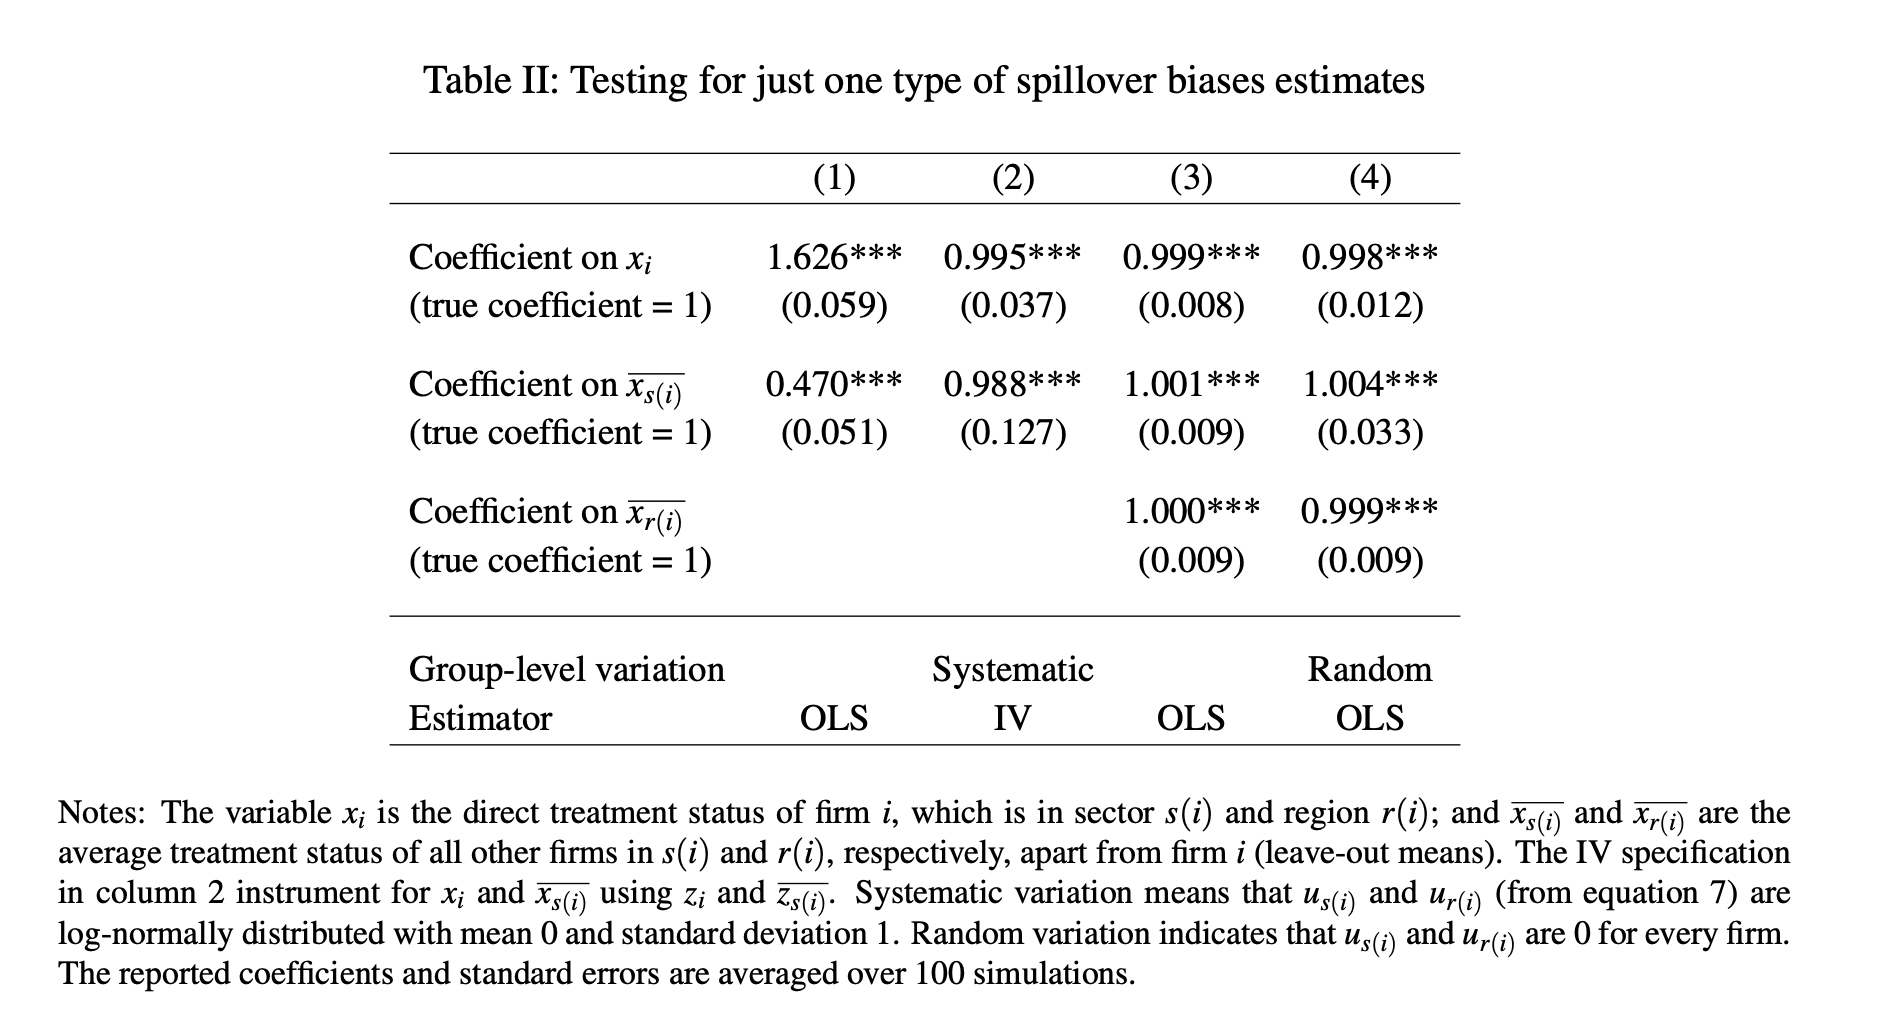 Table II: Testing for just one type of spillover biases estimates
(1) (2) (3) (4)
Coefficient on x_i 1.626*** 0.995*** 0.999*** 0.998***
(true coefficient = 1) (0.059) (0.037) (0.008) (0.012)
Coefficient on \overline{x_{s(i)}} 0.470*** 0.988*** 1.001*** 1.004***
(true coefficient = 1) (0.051) (0.127) (0.009) (0.033)
Coefficient on \overline{x_{r(i)}} 1.000*** 0.999***
(true coefficient = 1) (0.009) (0.009)
Group-level variation Systematic Random
Estimator OLS IV OLS OLS
Notes: The variable x_i is the direct treatment status of firm i, which is in sector s(i) and region r(i); and \overline{x_{s(i)}} and \overline{x_{r(i)}} are the
average treatment status of all other firms in s(i) and r(i), respectively, apart from firm i (leave-out means). The IV specification
in column 2 instrument for x_i and \overline{x_{s(i)}} using z_i and \overline{z_{s(i)}}. Systematic variation means that u_{s(i)} and u_{r(i)} (from equation 7) are
log-normally distributed with mean 0 and standard deviation 1. Random variation indicates that u_{s(i)} and u_{r(i)} are 0 for every firm.
The reported coefficients and standard errors are averaged over 100 simulations.